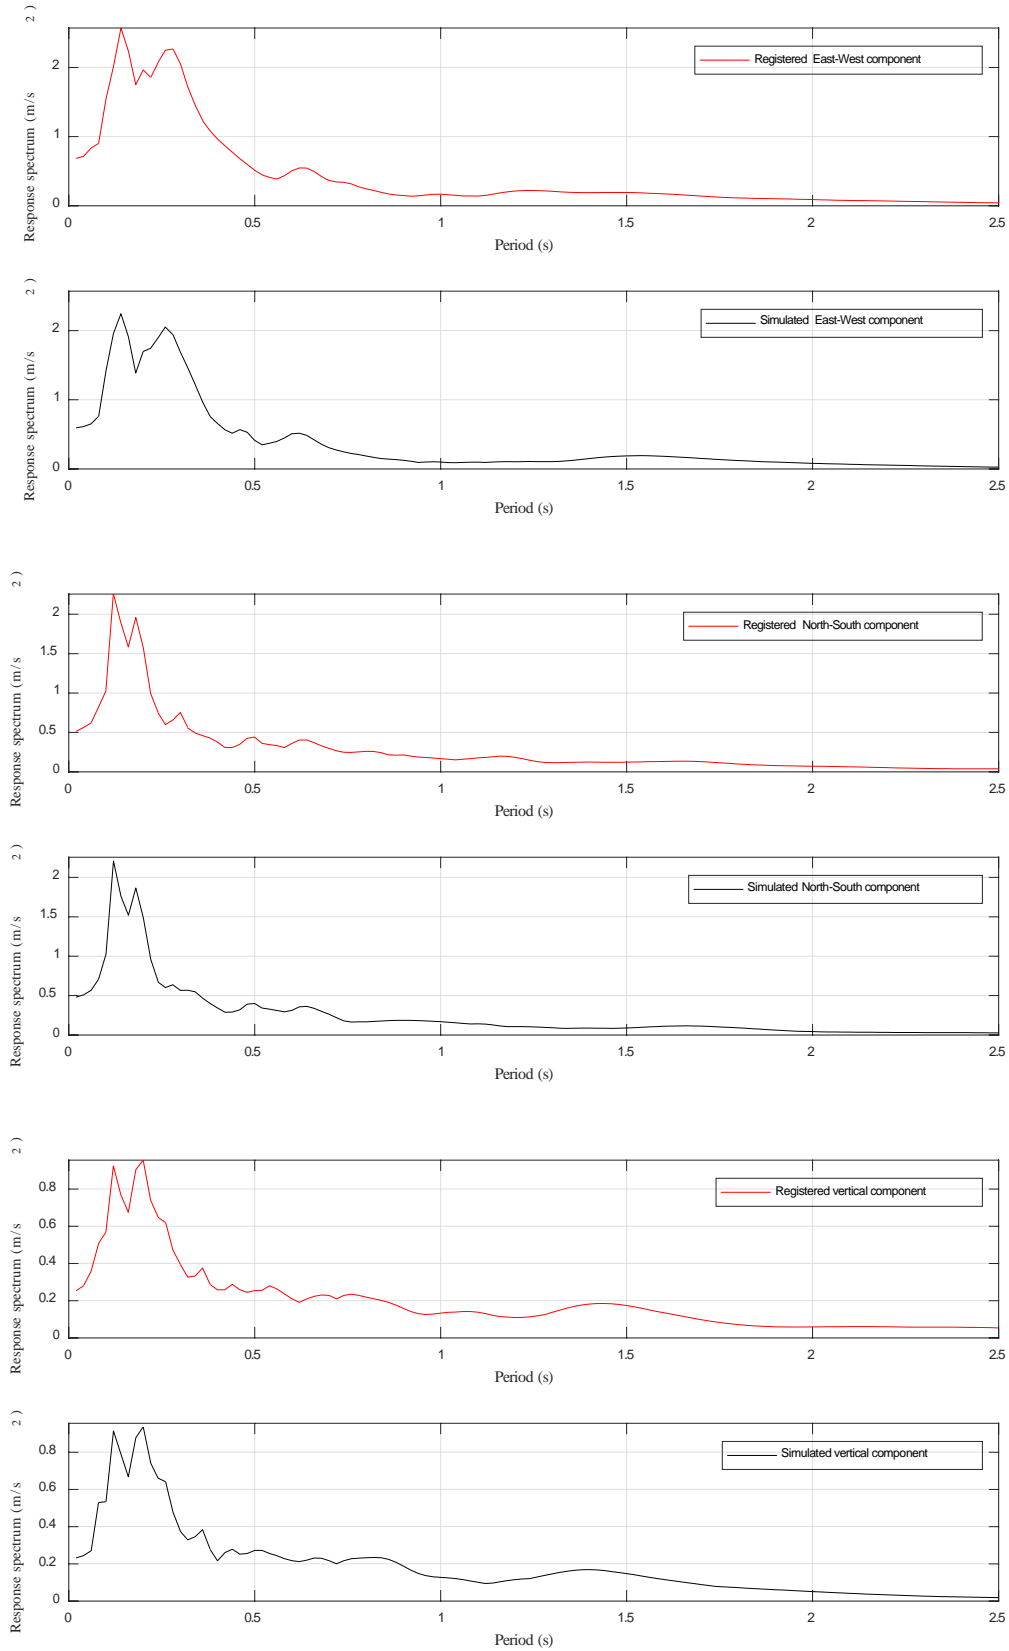 Response spectrum (m/s2)
2
1
0
Registered East-West component
0 0.5 1 1.5 2 2.5
Period (s)
Response spectrum (m/s2)
2
1
0
Simulated East-West component
0 0.5 1 1.5 2 2.5
Period (s)
Response spectrum (m/s2)
2
1.5
1
0.5
0
Registered North-South component
0 0.5 1 1.5 2 2.5
Period (s)
Response spectrum (m/s2)
2
1.5
1
0.5
0
Simulated North-South component
0 0.5 1 1.5 2 2.5
Period (s)
Response spectrum (m/s2)
0.8
0.6
0.4
0.2
0
Registered vertical component
0 0.5 1 1.5 2 2.5
Period (s)
Response spectrum (m/s2)
0.8
0.6
0.4
0.2
0
Simulated vertical component
0 0.5 1 1.5 2 2.5
Period (s)